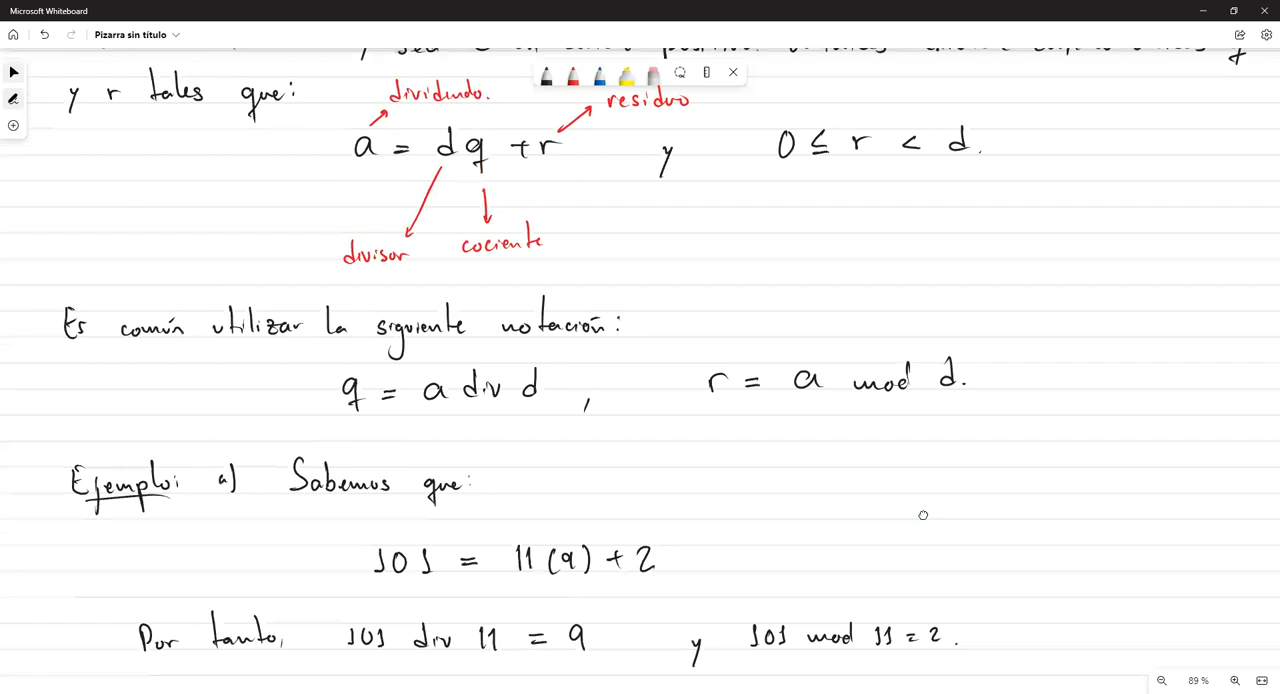 Microsoft Whiteboard
Pizarra sin título
y r tales que:
dividendo.
residuo
a = dq + r y 0 ≤ r < d.
divisor cociente
Es común utilizar la siguiente notación:
q = a div d , r = a mod d.
Ejemplo: a) Sabemos que:
101 = 11(9) + 2
Por tanto, 101 div 11 = 9 y 101 mod 11 = 2.
89 %